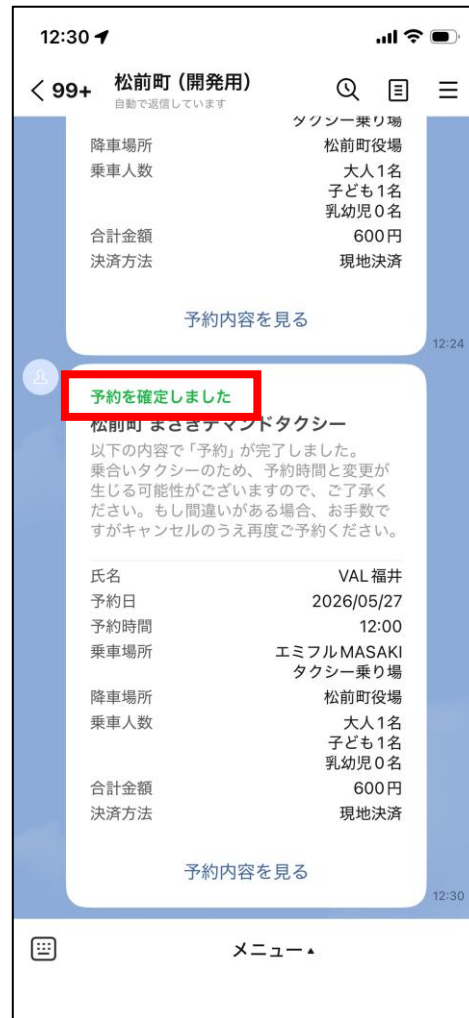 12:30
99+
松前町（開発用）
自動で返信しています
タクシー乗り場
降車場所 松前町役場
乗車人数 大人1名
子ども1名
乳幼児0名
合計金額 600円
決済方法 現地決済
予約内容を見る
12:24
予約を確定しました
松前町 まさきデマンドタクシー
以下の内容で「予約」が完了しました。
乗合いタクシーのため、予約時間と変更が
生じる可能性がございますので、ご了承く
ださい。もし間違いがある場合、お手数で
すがキャンセルのうえ再度ご予約ください。
氏名 VAL福井
予約日 2026/05/27
予約時間 12:00
乗車場所 エミフルMASAKI
タクシー乗り場
降車場所 松前町役場
乗車人数 大人1名
子ども1名
乳幼児0名
合計金額 600円
決済方法 現地決済
予約内容を見る
12:30
メニュー▲